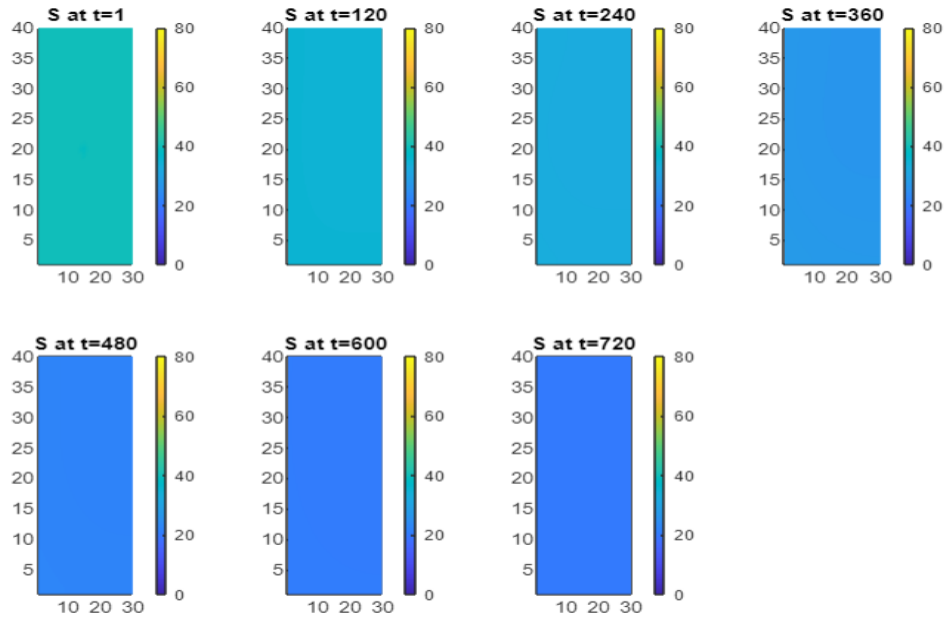 S at t=1
S at t=120
S at t=240
S at t=360
40 80 40 80 40 80 40 80
35 35 35 35
30 60 30 60 30 60 30 60
25 25 25 25
20 40 20 40 20 40 20 40
15 15 15 15
10 20 10 20 10 20 10 20
5 5 5 5
0 0 0 0
10 20 30 10 20 30 10 20 30 10 20 30
S at t=480
S at t=600
S at t=720
40 80 40 80 40 80
35 35 35
30 60 30 60 30 60
25 25 25
20 40 20 40 20 40
15 15 15
10 20 10 20 10 20
5 5 5
0 0 0
10 20 30 10 20 30 10 20 30